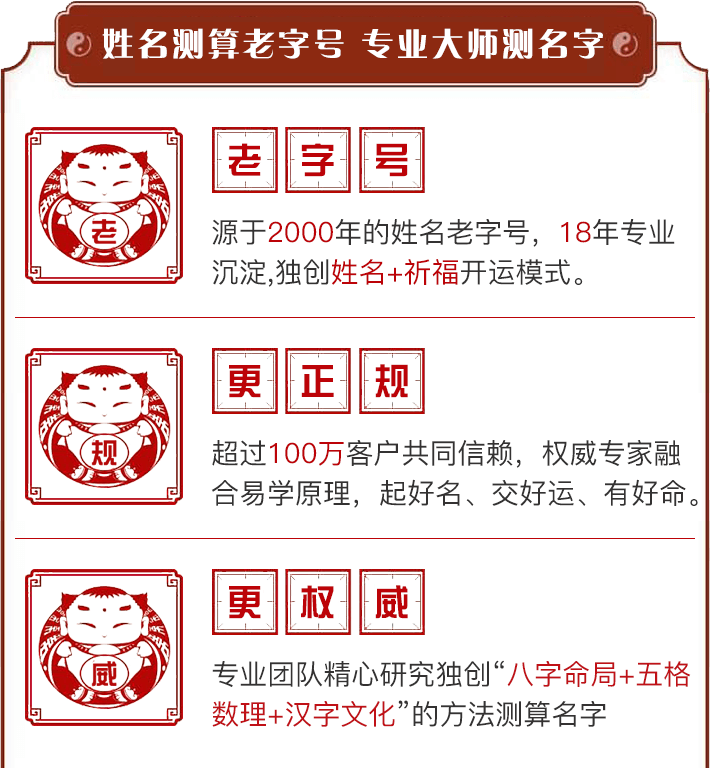 姓名测算老字号 专业大师测名字
老
老字号
源于2000年的姓名老字号，18年专业
沉淀,独创姓名+祈福开运模式。
规
更正规
超过100万客户共同信赖，权威专家融
合易学原理，起好名、交好运、有好命。
威
更权威
专业团队精心研究独创“八字命局+五格
数理+汉字文化”的方法测算名字